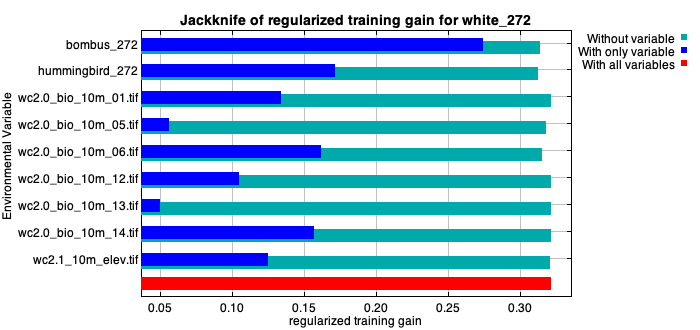 Jackknife of regularized training gain for white_272
Without variable
With only variable
With all variables
Environmental Variable
bombus_272
hummingbird_272
wc2.0_bio_10m_01.tif
wc2.0_bio_10m_05.tif
wc2.0_bio_10m_06.tif
wc2.0_bio_10m_12.tif
wc2.0_bio_10m_13.tif
wc2.0_bio_10m_14.tif
wc2.1_10m_elev.tif
0.05 0.10 0.15 0.20 0.25 0.30
regularized training gain